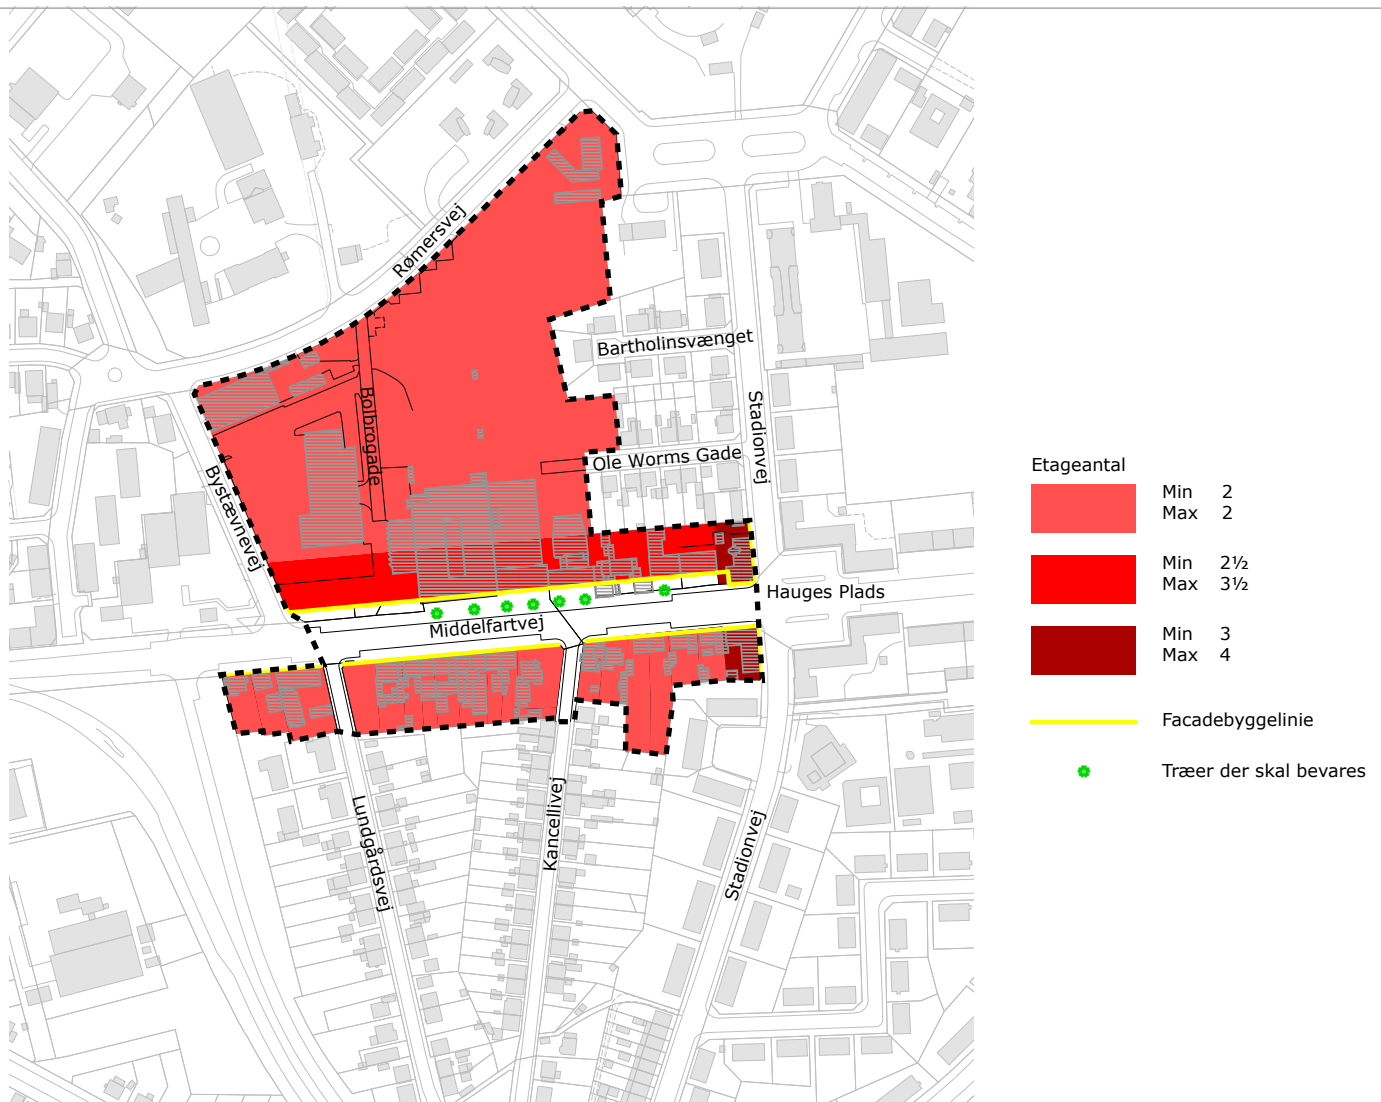 Rømersvej
Bartholinsvænget
Bolbrogade
Stadionvej
Ole Worms Gade
Bystævnevej
Hauges Plads
Middelfartvej
Lundgårdsvej
Kancellivej
Stadionvej
Etageantal
Min 2
Max 2
Min 2½
Max 3½
Min 3
Max 4
Facadebyggelinie
Træer der skal bevares